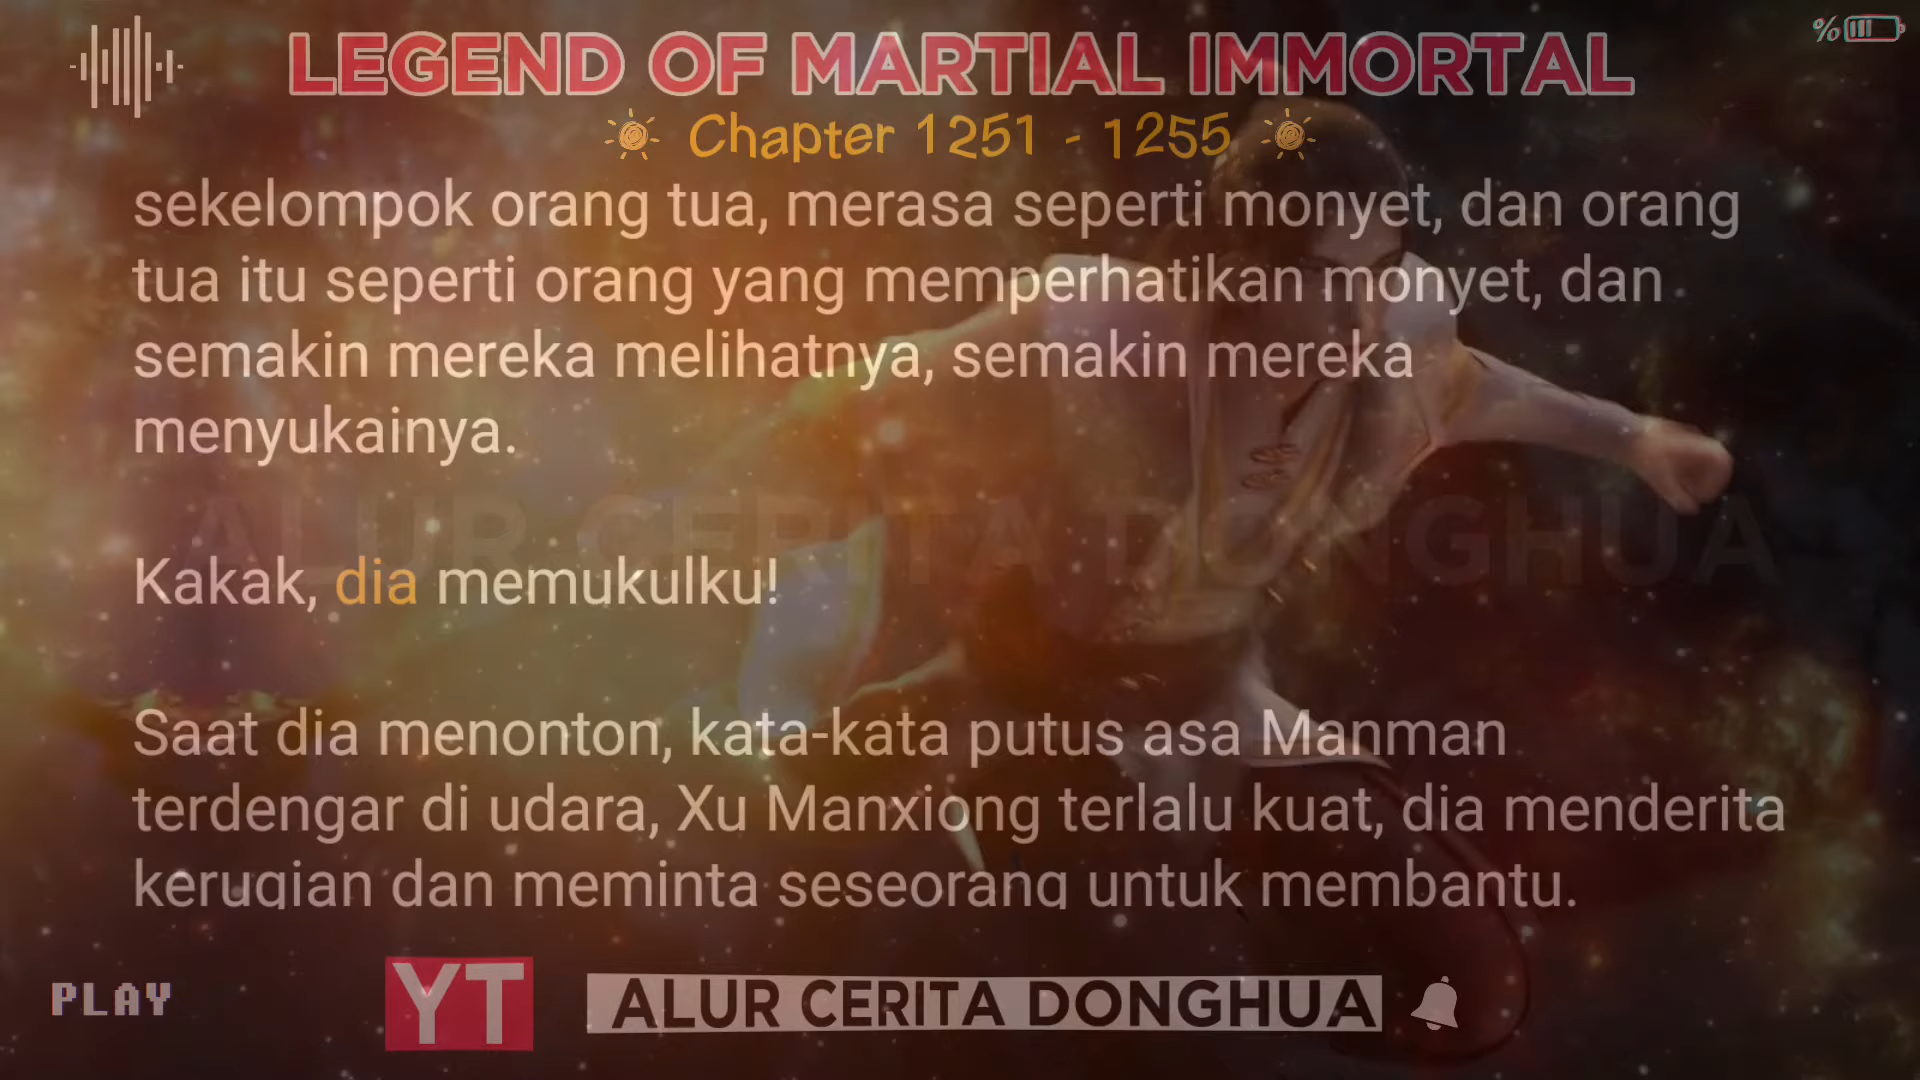 LEGEND OF MARTIAL IMMORTAL
%
Chapter 1251 - 1255
sekelompok orang tua, merasa seperti monyet, dan orang
tua itu seperti orang yang memperhatikan monyet, dan
semakin mereka melihatnya, semakin mereka
menyukainya.
ALUR CERITA DONGHUA
Kakak, dia memukulku!
Saat dia menonton, kata-kata putus asa Manman
terdengar di udara, Xu Manxiong terlalu kuat, dia menderita
kerugian dan meminta seseorang untuk membantu.
PLAY
YT
ALUR CERITA DONGHUA